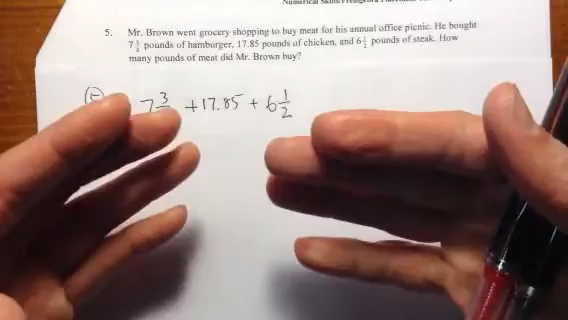 Numerical Skills/Prealgebra
5. Mr. Brown went grocery shopping to buy meat for his annual office picnic. He bought
7 3/4 pounds of hamburger, 17.85 pounds of chicken, and 6 1/2 pounds of steak. How
many pounds of meat did Mr. Brown buy?
7 3 + 17.85 + 6 1/2